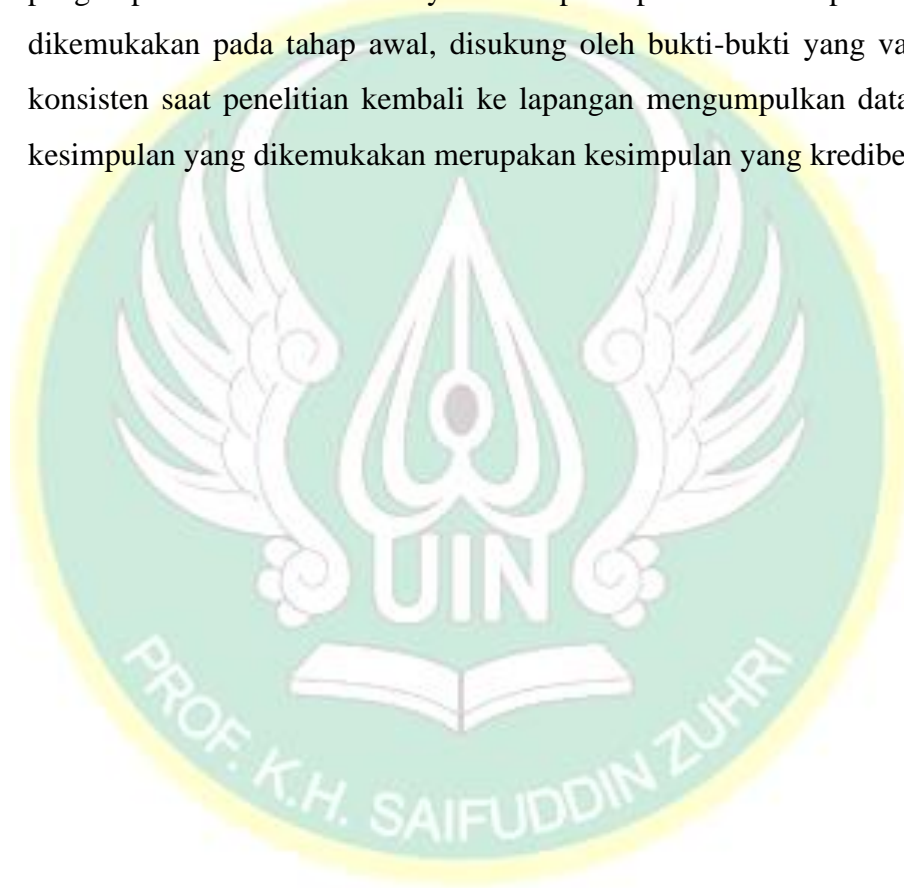 dikemukakan pada tahap awal, disukung oleh bukti-bukti yang va
konsisten saat penelitian kembali ke lapangan mengumpulkan data
kesimpulan yang dikemukakan merupakan kesimpulan yang kredibe
UIN
PROF. K.H. SAIFUDDIN ZUHRI